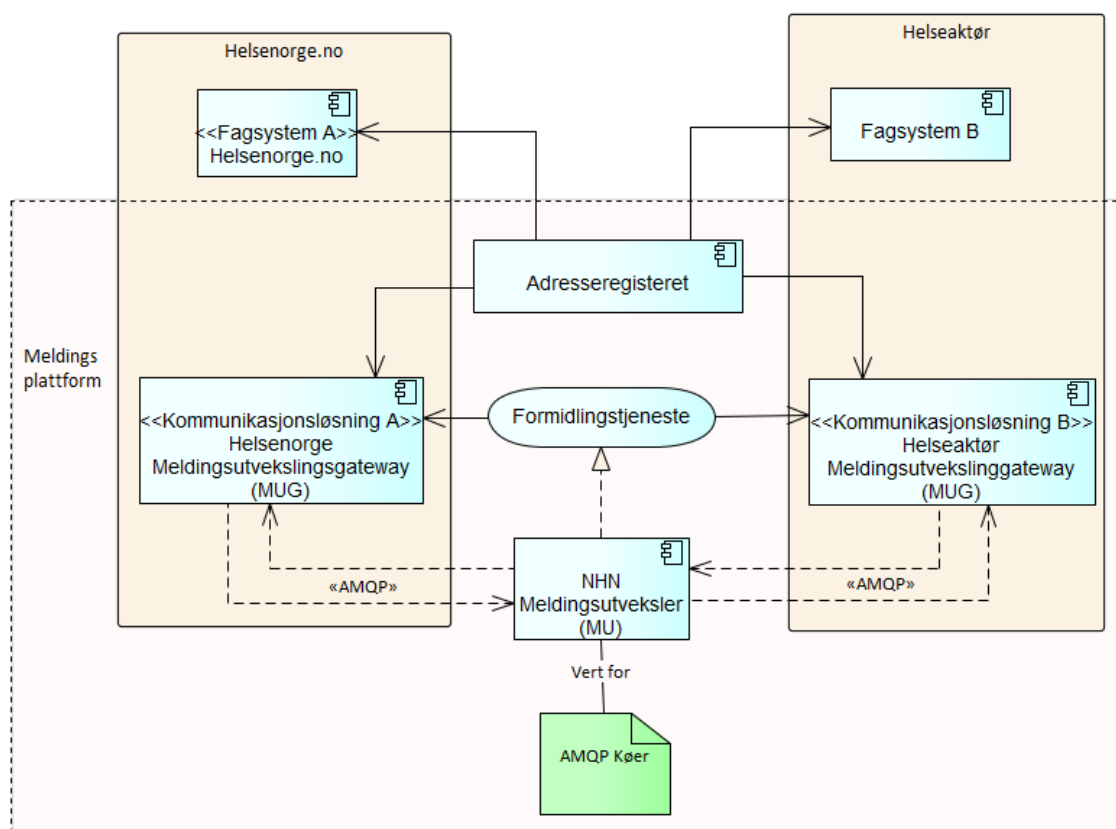 Helsenorge.no
Helseaktør
<<Fagsystem A>>
Helsenorge.no
Fagsystem B
Adresseregisteret
Meldings
plattform
<<Kommunikasjonsløsning A>>
Helsenorge
Meldingsutvekslingsgateway
(MUG)
Formidlingstjeneste
<<Kommunikasjonsløsning B>>
Helseaktør
Meldingsutvekslinggateway
(MUG)
«AMQP»
NHN
Meldingsutveksler
(MU)
«AMQP»
Vert for
AMQP Køer